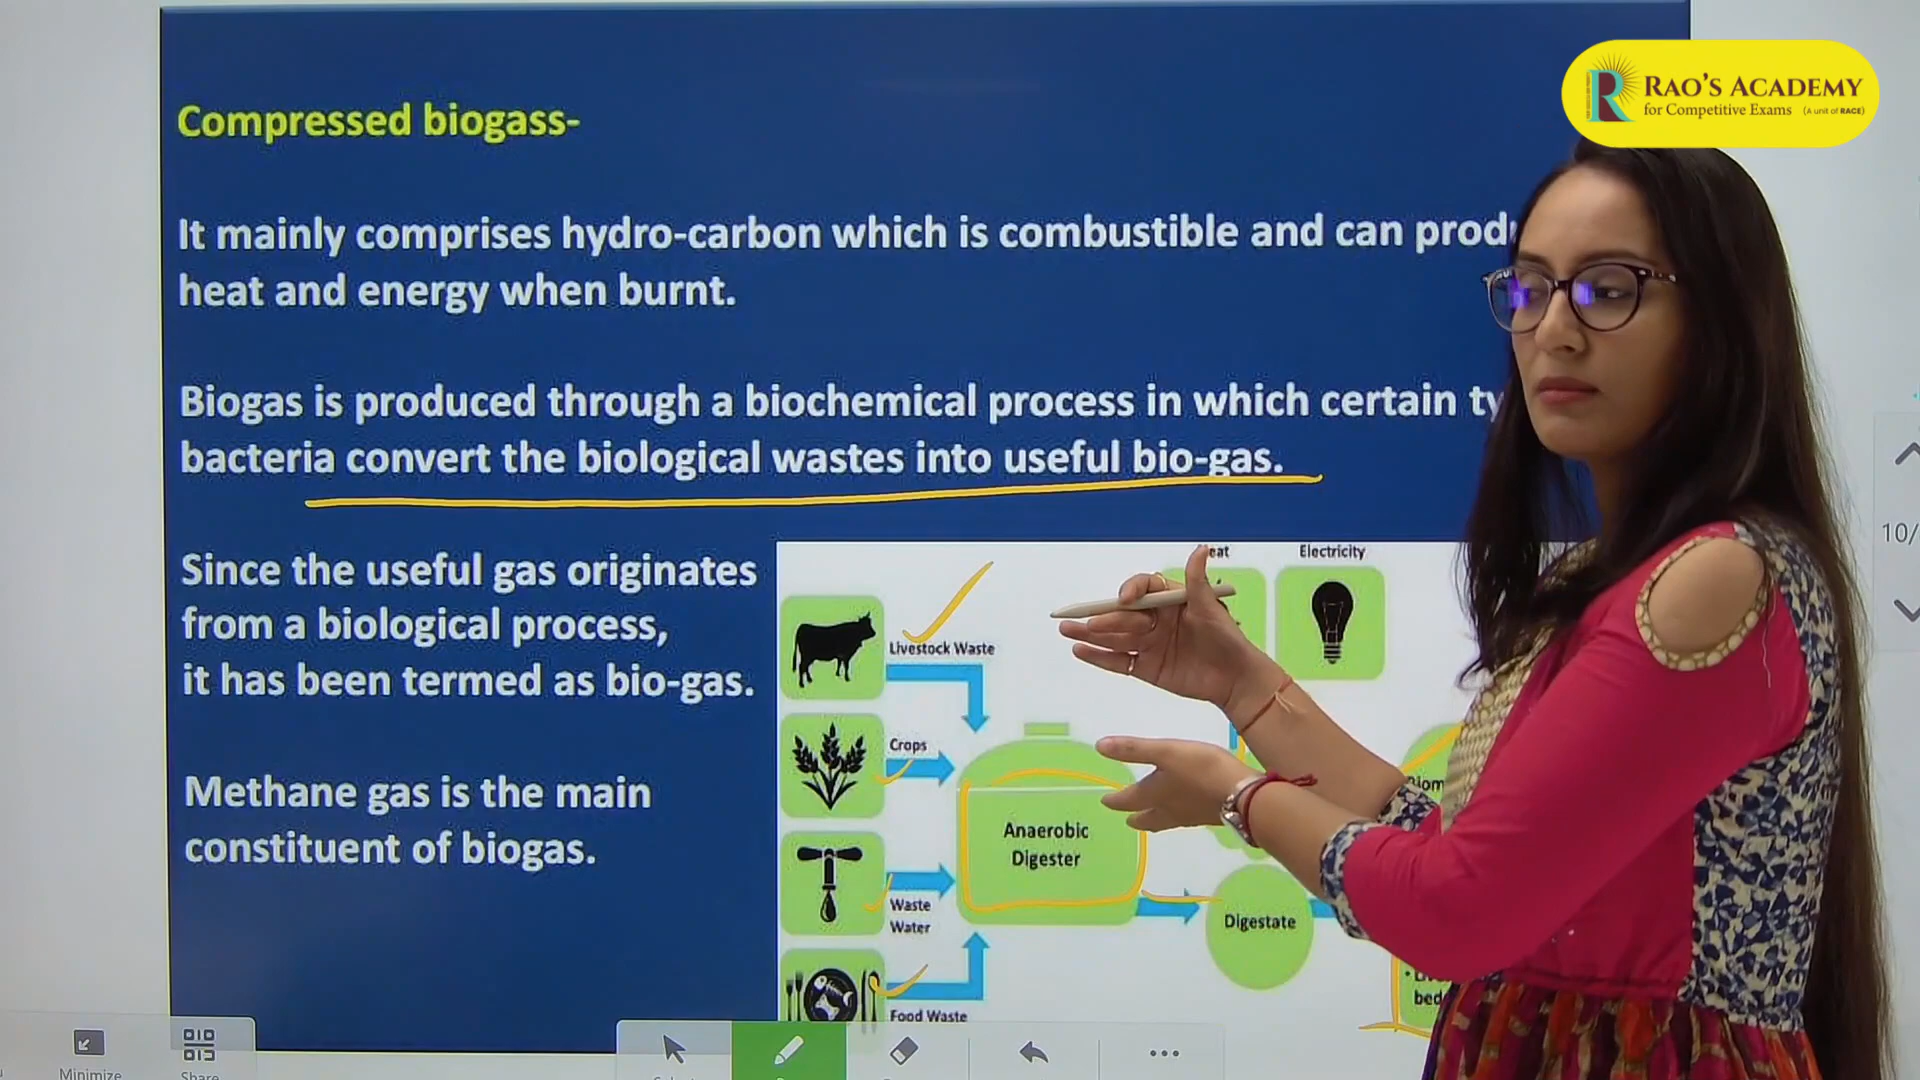 RAO'S ACADEMY
for Competitive Exams (A unit of RACE)
Compressed biogass-
It mainly comprises hydro-carbon which is combustible and can
heat and energy when burnt.
Biogas is produced through a biochemical process in which certain
bacteria convert the biological wastes into useful bio-gas.
Since the useful gas originates
from a biological process,
it has been termed as bio-gas.
Methane gas is the main
constituent of biogas.
Electricity
Livestock Waste
Crops
Anaerobic
Digester
Waste
Water
Digestate
Food Waste
10/
Minimize
Share